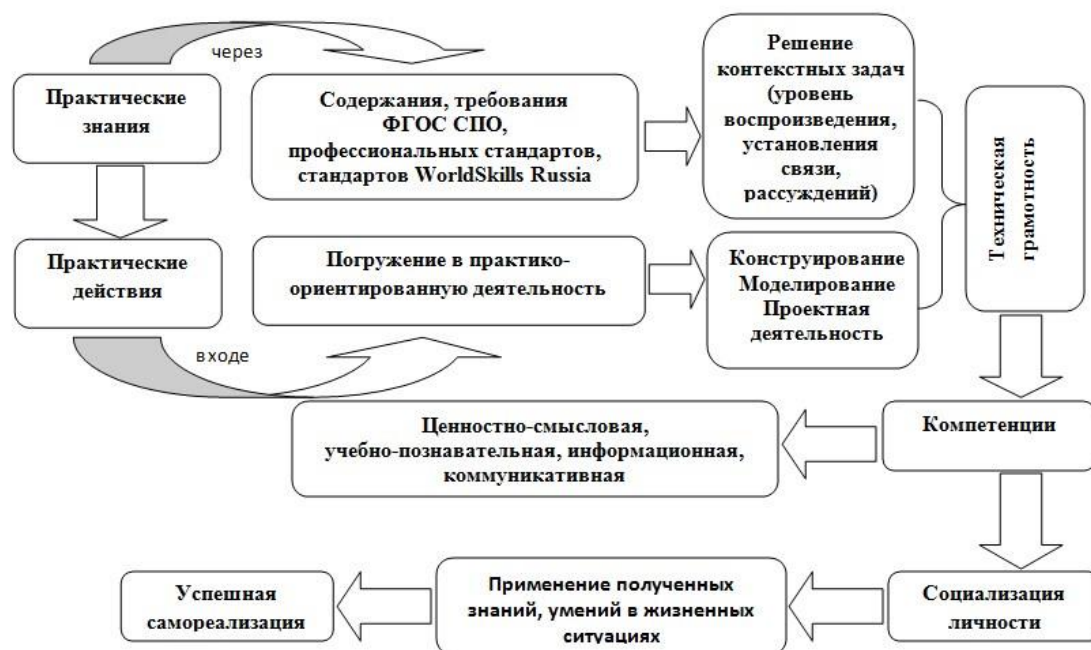 через
Практические
знания
Содержания, требования
ФГОС СПО,
профессиональных стандартов,
стандартов WorldSkills Russia
Решение
контекстных задач
(уровень
воспроизведения,
установления
связи,
рассуждений)
Техническая
грамотность
Практические
действия
Погружение в практико-
ориентированную деятельность
Конструирование
Моделирование
Проектная
деятельность
в ходе
Ценностно-смысловая,
учебно-познавательная, информационная,
коммуникативная
Компетенции
Успешная
самореализация
Применение полученных
знаний, умений в жизненных
ситуациях
Социализация
личности